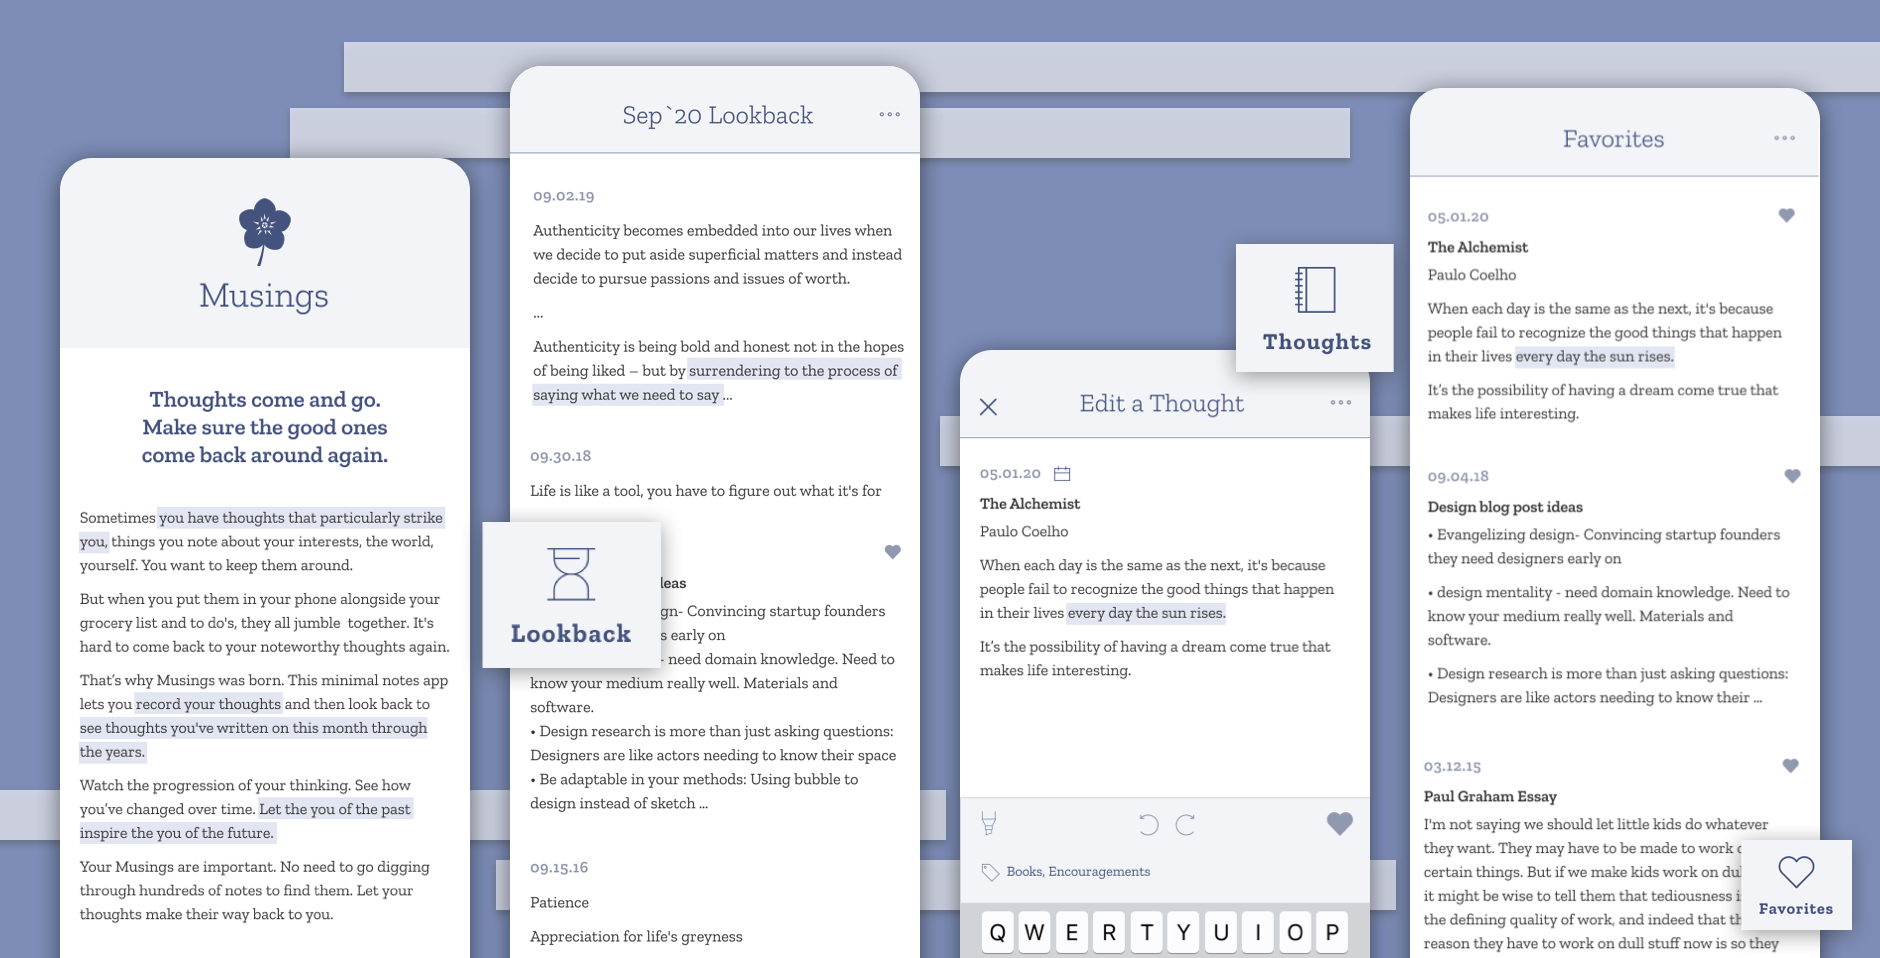 Musings
Thoughts come and go.
Make sure the good ones
come back around again.
Sometimes you have thoughts that particularly strike
you, things you note about your interests, the world,
yourself. You want to keep them around.
But when you put them in your phone alongside your
grocery list and to do's, they all jumble together. It's
hard to come back to your noteworthy thoughts again.
That's why Musings was born. This minimal notes app
lets you record your thoughts and then look back to
see thoughts you've written on this month through
the years.
Watch the progression of your thinking. See how
you've changed over time. Let the you of the past
inspire the you of the future.
Your Musings are important. No need to go digging
through hundreds of notes to find them. Let your
thoughts make their way back to you.
Sep`20 Lookback
09.02.19
Authenticity becomes embedded into our lives when
we decide to put aside superficial matters and instead
decide to pursue passions and issues of worth.
...
Authenticity is being bold and honest not in the hopes
of being liked – but by surrendering to the process of
saying what we need to say ...
09.30.18
Life is like a tool, you have to figure out what it's for
Lookback
Convincing startup founders
early on
- need domain knowledge. Need to
know your medium really well. Materials and
software.
• Design research is more than just asking questions:
Designers are like actors needing to know their space
• Be adaptable in your methods: Using bubble to
design instead of sketch ...
09.15.16
Patience
Appreciation for life's greyness
Thoughts
Edit a Thought
05.01.20
The Alchemist
Paulo Coelho
When each day is the same as the next, it's because
people fail to recognize the good things that happen
in their lives every day the sun rises.
It's the possibility of having a dream come true that
makes life interesting.
Books, Encouragements
Q W E R T Y U I O P
Favorites
05.01.20
The Alchemist
Paulo Coelho
When each day is the same as the next, it's because
people fail to recognize the good things that happen
in their lives every day the sun rises.
It's the possibility of having a dream come true that
makes life interesting.
09.04.18
Design blog post ideas
• Evangelizing design- Convincing startup founders
they need designers early on
• design mentality - need domain knowledge. Need to
know your medium really well. Materials and
software.
• Design research is more than just asking questions:
Designers are like actors needing to know their ...
03.12.15
Paul Graham Essay
I'm not saying we should let little kids do whatever
they want. They may have to be made to work
certain things. But if we make kids work on
it might be wise to tell them that tediousness
the defining quality of work, and indeed that
reason they have to work on dull stuff now is so they
Favorites